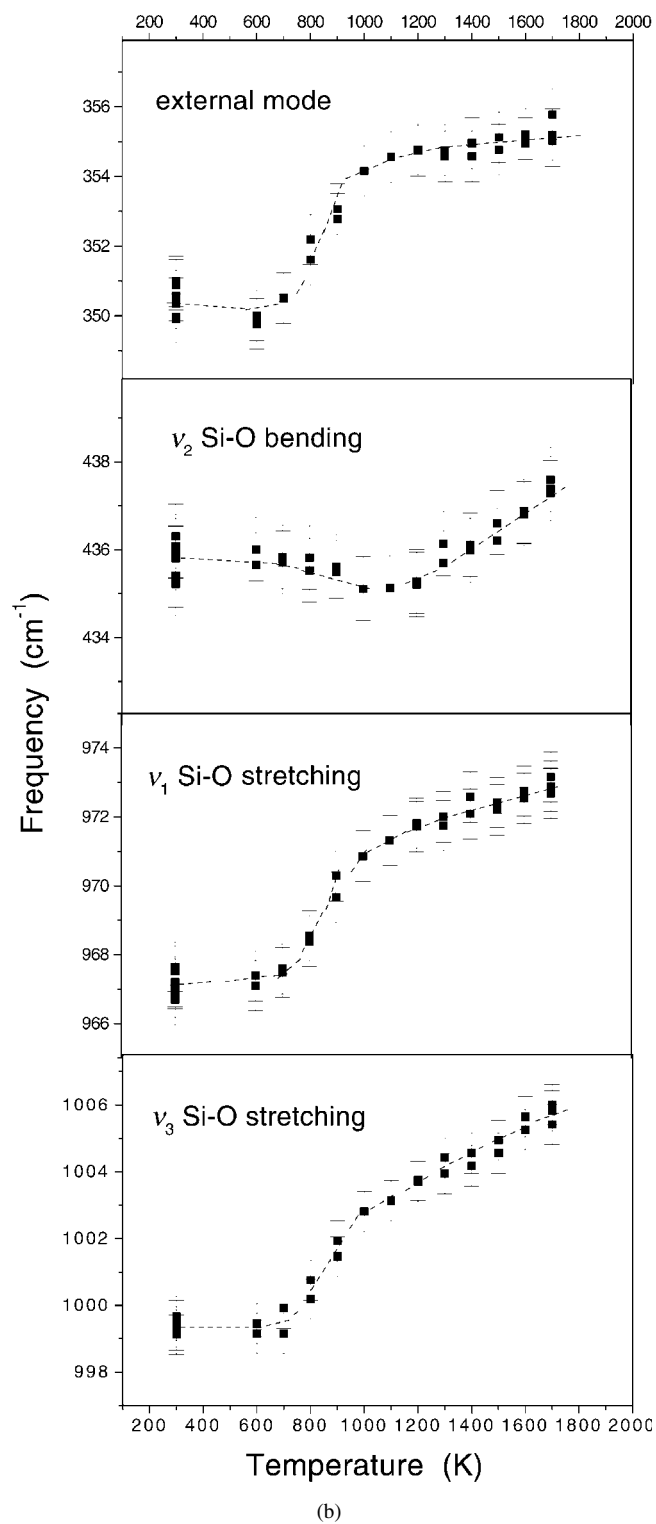 200 400 600 800 1000 1200 1400 1600 1800 2000
external mode
356
354
352
350
ν2 Si-O bending
438
436
434
Frequency (cm-1)
ν1 Si-O stretching
974
972
970
968
966
ν3 Si-O stretching
1006
1004
1002
1000
998
200 400 600 800 1000 1200 1400 1600 1800 2000
Temperature (K)
(b)